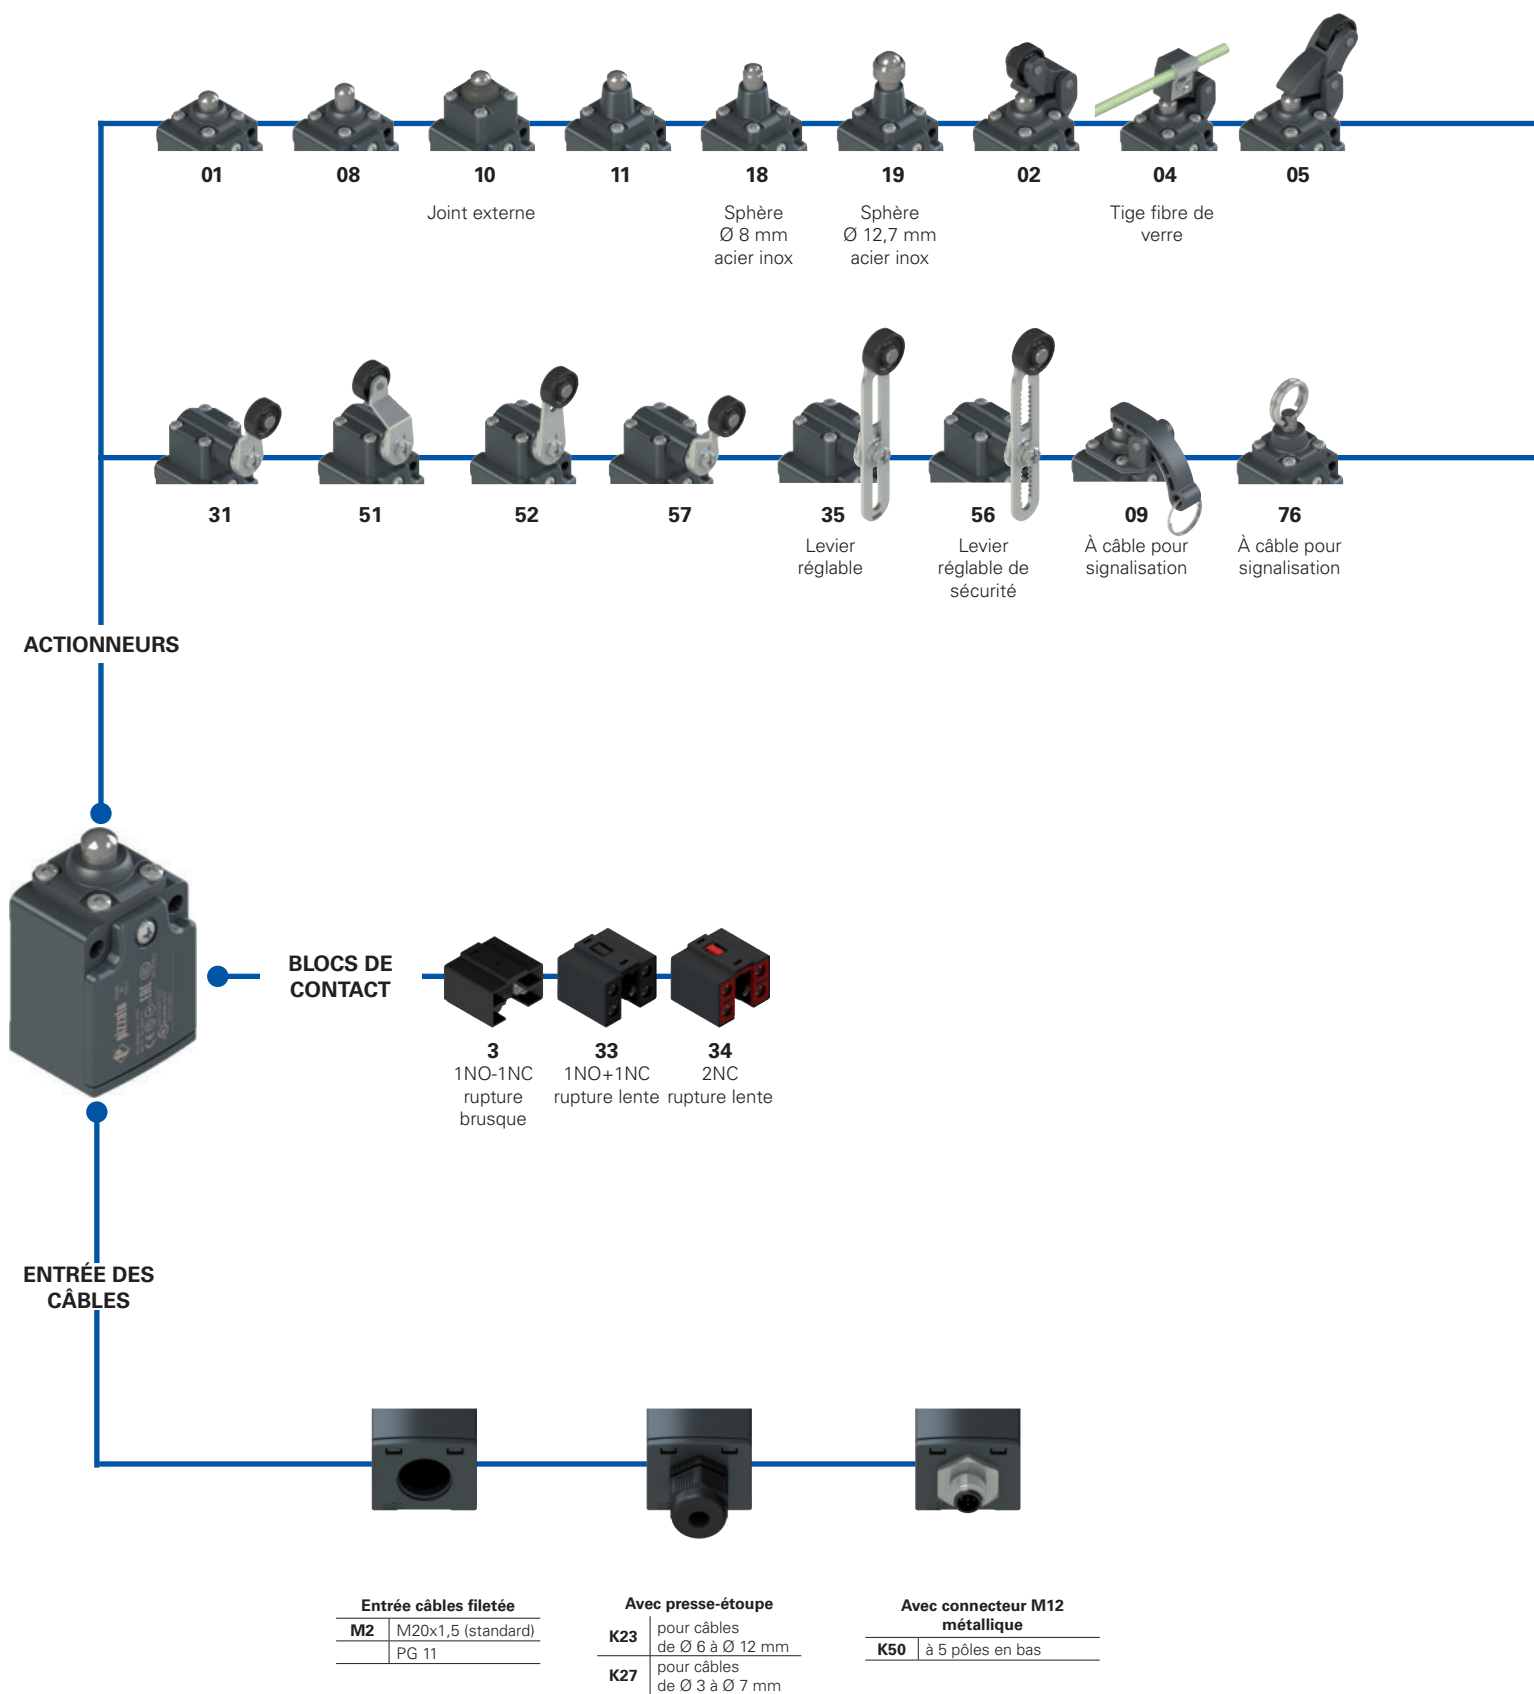 01 08 10 11 18 19 02 04 05
Joint externe
Sphère
Ø 8 mm
acier inox
Sphère
Ø 12,7 mm
acier inox
Tige fibre de
verre
31 51 52 57 35 56 09 76
Levier
réglable
Levier
réglable de
sécurité
À câble pour
signalisation
À câble pour
signalisation
ACTIONNEURS
pizzato
BLOCS DE
CONTACT
3
1NO-1NC
rupture
brusque
33
1NO+1NC
rupture lente
34
2NC
rupture lente
ENTRÉE DES
CÂBLES
Entrée câbles filetée
M2 M20x1,5 (standard)
PG 11
Avec presse-étoupe
K23 pour câbles
de Ø 6 à Ø 12 mm
K27 pour câbles
de Ø 3 à Ø 7 mm
Avec connecteur M12
métallique
K50 à 5 pôles en bas